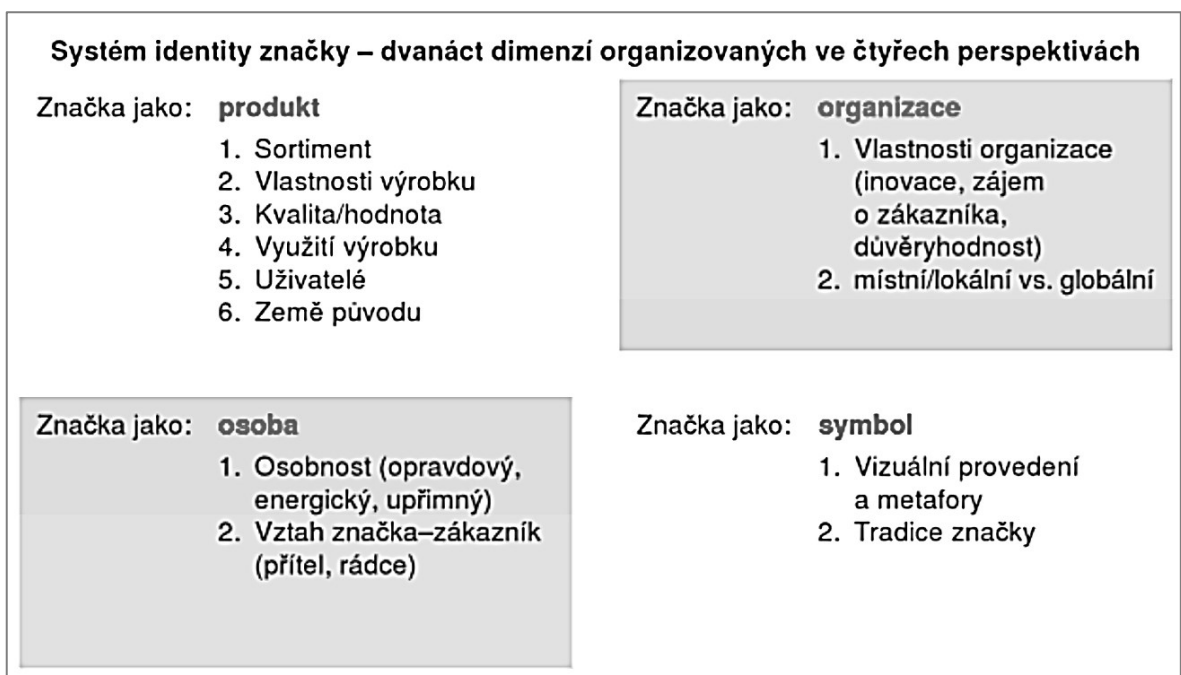 Systém identity značky – dvanáct dimenzí organizovaných ve čtyřech perspektivách
Značka jako: produkt
1. Sortiment
2. Vlastnosti výrobku
3. Kvalita/hodnota
4. Využití výrobku
5. Uživatelé
6. Země původu
Značka jako: organizace
1. Vlastnosti organizace
(inovace, zájem
o zákazníka,
důvěryhodnost)
2. místní/lokální vs. globální
Značka jako: osoba
1. Osobnost (opravdový,
energický, upřimný)
2. Vztah značka–zákazník
(přítel, rádce)
Značka jako: symbol
1. Vizuální provedení
a metafory
2. Tradice značky